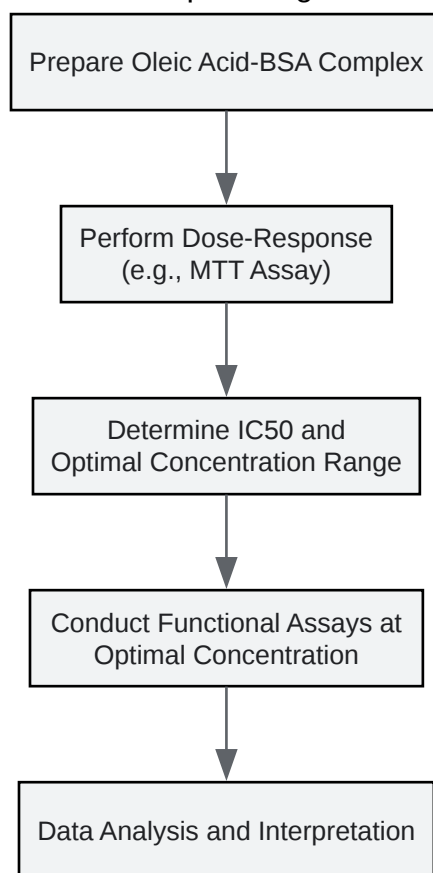 Prepare Oleic Acid-BSA Complex
Perform Dose-Response
(e.g., MTT Assay)
Determine IC50 and
Optimal Concentration Range
Conduct Functional Assays at
Optimal Concentration
Data Analysis and Interpretation